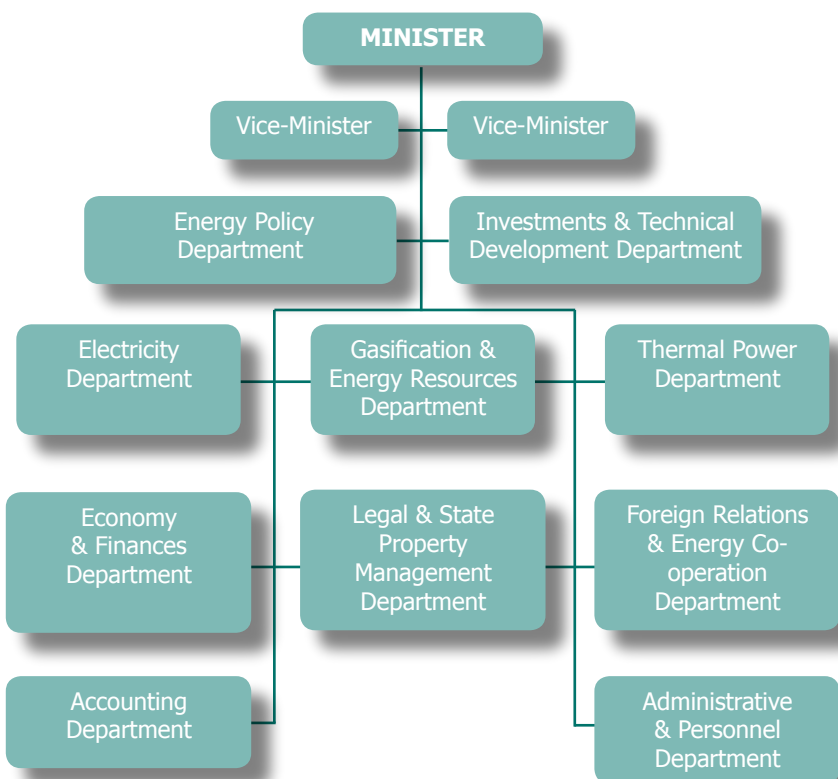 MINISTER
Vice-Minister
Vice-Minister
Energy Policy
Department
Investments & Technical
Development Department
Electricity
Department
Gasification &
Energy Resources
Department
Thermal Power
Department
Economy
& Finances
Department
Legal & State
Property
Management
Department
Foreign Relations
& Energy Co-
operation
Department
Accounting
Department
Administrative
& Personnel
Department